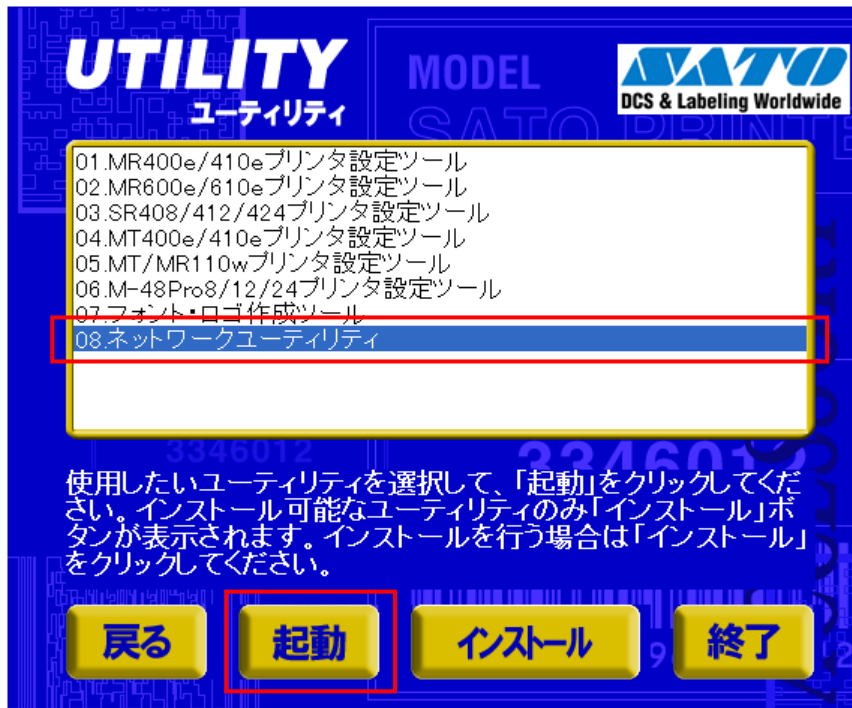 UTILITY
ユーティリティ
MODEL
SATO PRINTE
SATO
DCS & Labeling Worldwide
01.MR400e/410eプリンタ設定ツール
02.MR600e/610eプリンタ設定ツール
03.SR408/412/424プリンタ設定ツール
04.MT400e/410eプリンタ設定ツール
05.MT/MR110wプリンタ設定ツール
06.M-48Pro8/12/24プリンタ設定ツール
07.フォント・ロゴ作成ツール
08.ネットワークユーティリティ
3346012
3346012
使用したいユーティリティを選択して、「起動」をクリックしてくだ
さい。インストール可能なユーティリティのみ「インストール」ボ
タンが表示されます。インストールを行う場合は「インストール」
をクリックしてください。
戻る
起動
インストール
終了